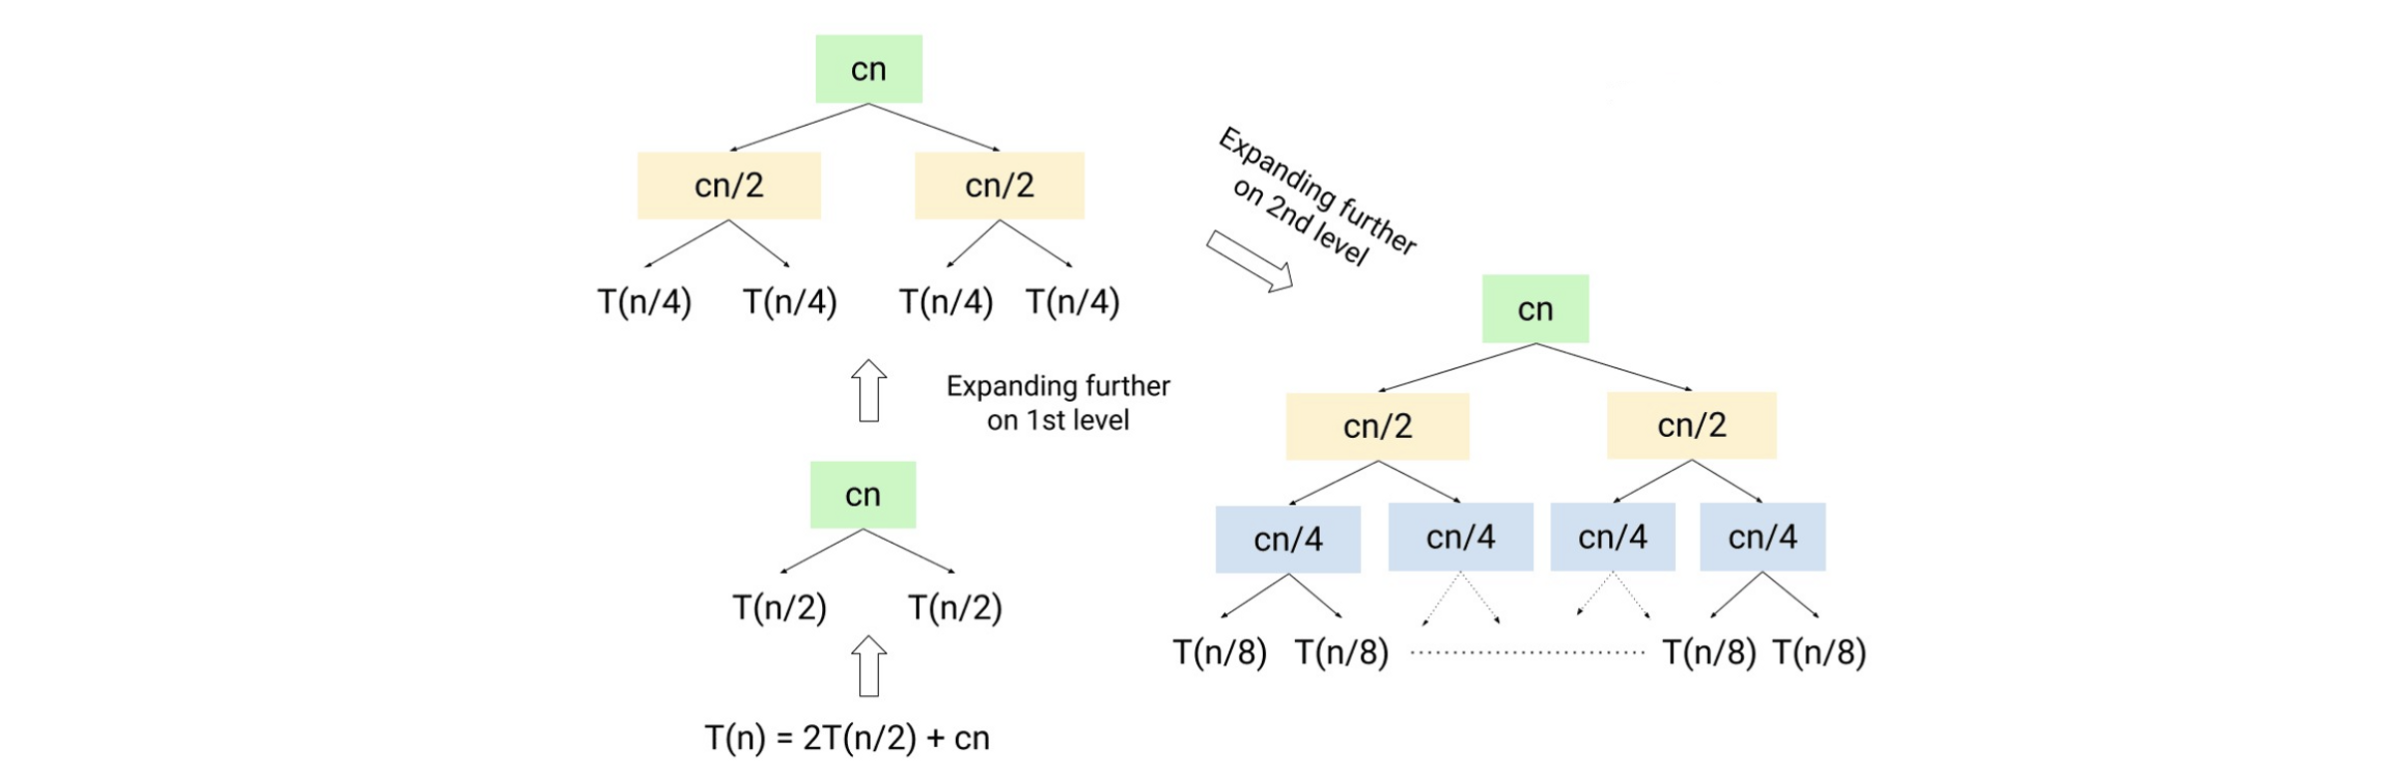 cn
cn/2 cn/2
T(n/4) T(n/4) T(n/4) T(n/4)
Expanding further
on 1st level
cn
T(n/2) T(n/2)
T(n) = 2T(n/2) + cn
Expanding further
on 2nd level
cn
cn/2 cn/2
cn/4 cn/4 cn/4 cn/4
T(n/8) T(n/8) T(n/8) T(n/8)